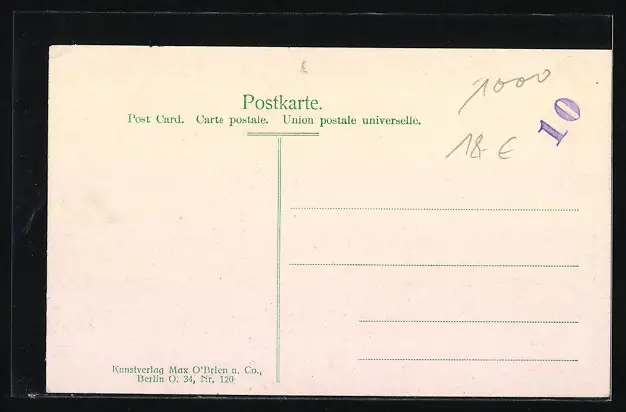 1000
Postkarte.
10
Post Card. Carte postale. Union postale universelle.
18 €
Kunstverlag Max O'Brien u. Co.,
Berlin O. 34, Nr. 120